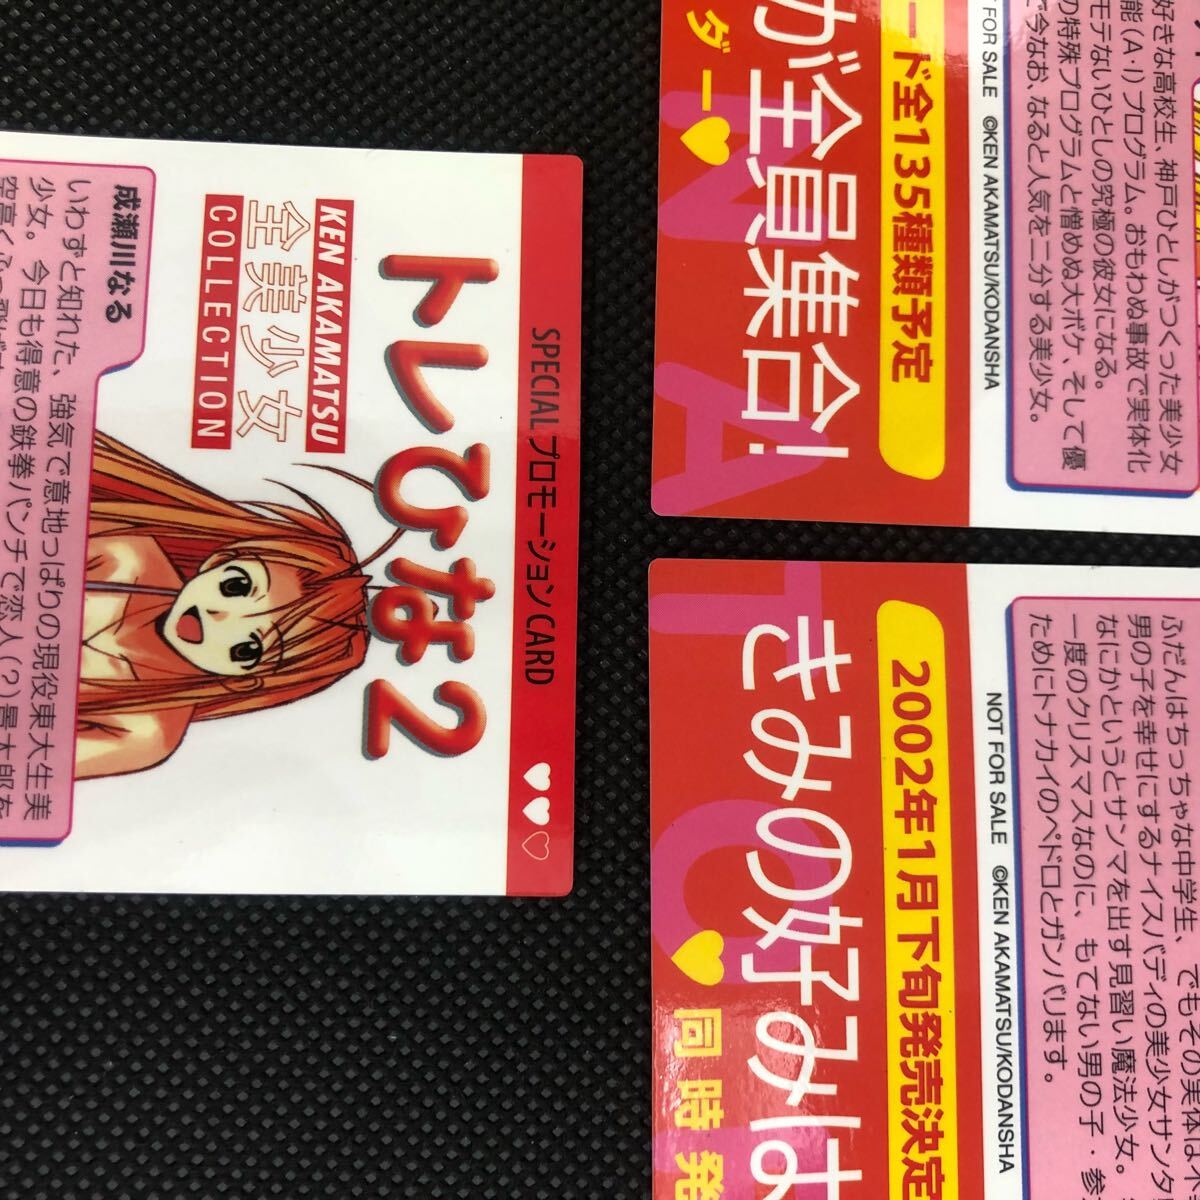 SPECIALプロモーションCARD
トレひな2
KEN AKAMATSU
全美少女
COLLECTION
成瀬川なる
いわずと知れた、強気で意地っぱりの現役東大生美
少女。今日も得意の鉄拳パンチで恋人(?)景太郎を
好きな高校生、神戸ひとしがつくった美少女
能(A・I)プログラム。おもわぬ事故で実体化
モテないひとしの究極の彼女になる。
の特殊プログラムと憎めぬ大ボケ、そして優
で今なお、なると人気を二分する美少女。
FOR SALE ©KEN AKAMATSU/KODANSHA
ード全135種類予定
が全員集合!
ダー
INA
ふだんはちっちゃな中学生、でもその実体は
男の子を幸せにするナイスバディの美少女サンタ
なにかというとサンマを出す見習い魔法少女。
一度のクリスマスなのに、もてない男の子・参
ためにトナカイのペドロとガンバリます。
NOT FOR SALE ©KEN AKAMATSU/KODANSHA
2002年1月下旬発売決定
きみの好みは
同時発